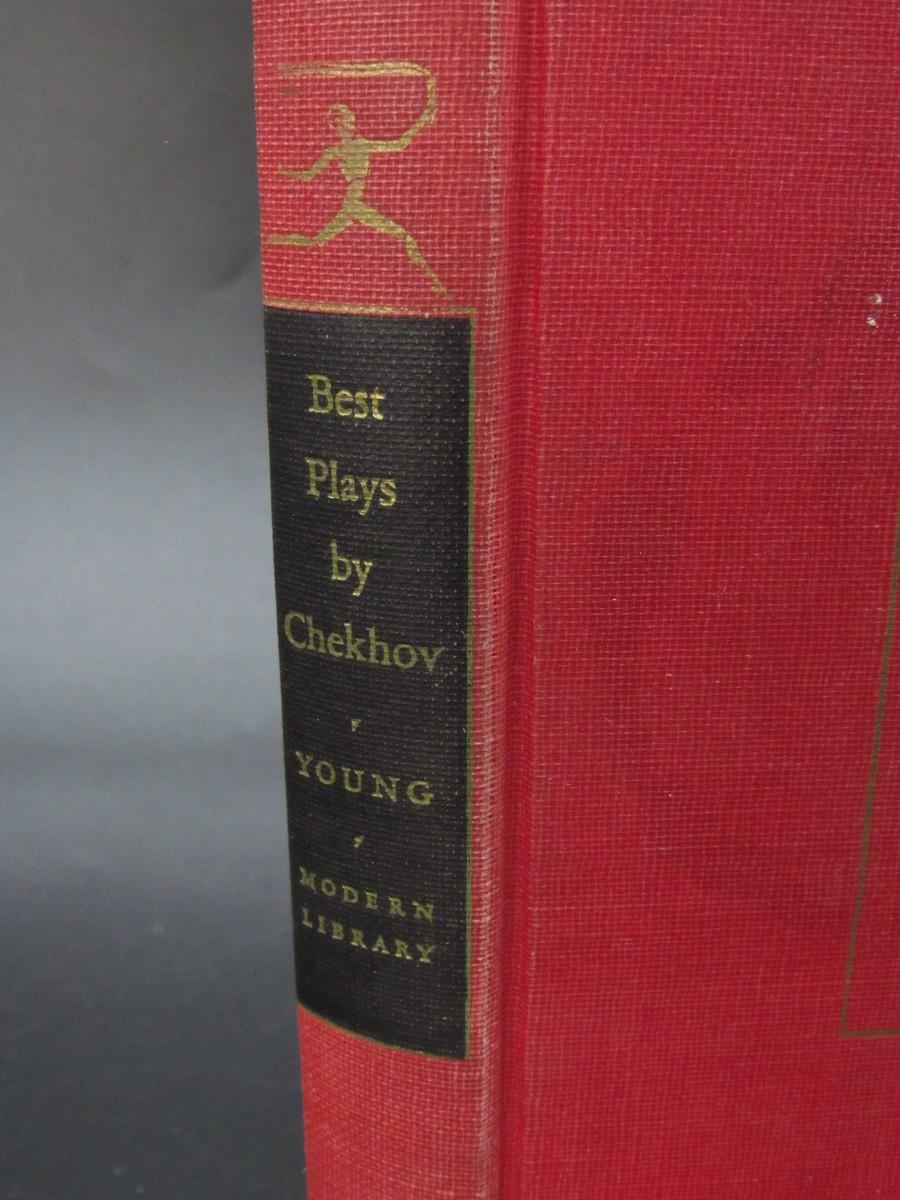 Best
Plays
by
Chekhov
YOUNG
MODERN
LIBRARY